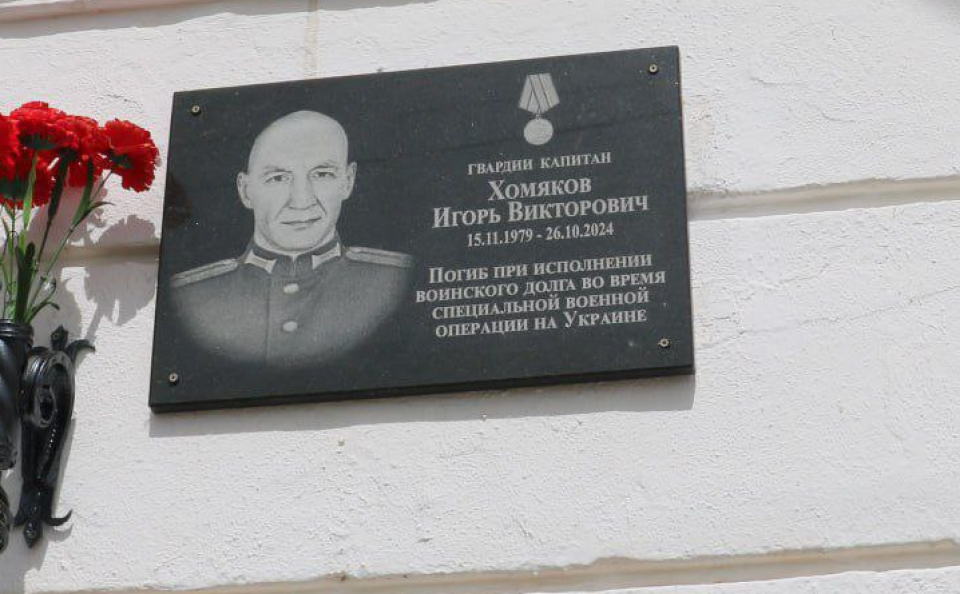 ГВАРДИИ КАПИТАН
ХОМЯКОВ
ИГОРЬ ВИКТОРОВИЧ
15.11.1979 - 26.10.2024
ПОГИБ ПРИ ИСПОЛНЕНИИ
ВОИНСКОГО ДОЛГА ВО ВРЕМЯ
СПЕЦИАЛЬНОЙ ВОЕННОЙ
ОПЕРАЦИИ НА УКРАИНЕ